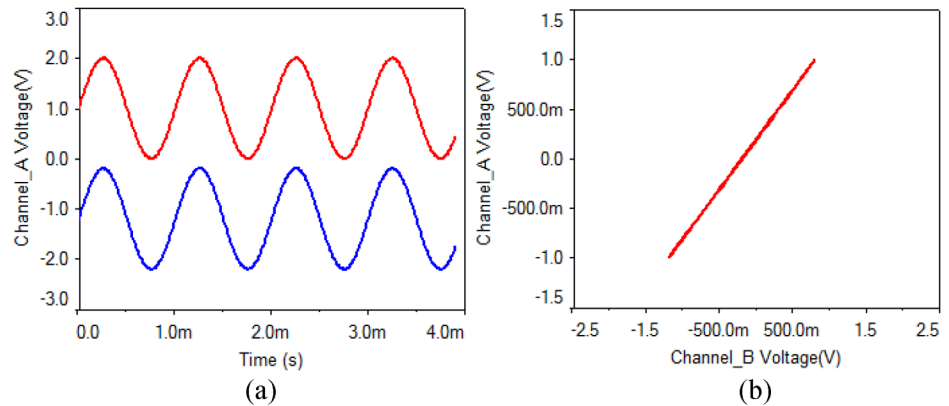 Channel_A Voltage(V)
3.0
2.0
1.0
0.0
-1.0
-2.0
-3.0
0.0 1.0m 2.0m 3.0m 4.0m
Time (s)
(a)
Channel_A Voltage(V)
1.5
1.0
500.0m
0.0
-500.0m
-1.0
-1.5
-2.5 -1.5 -500.0m 500.0m 1.5 2.5
Channel_B Voltage(V)
(b)